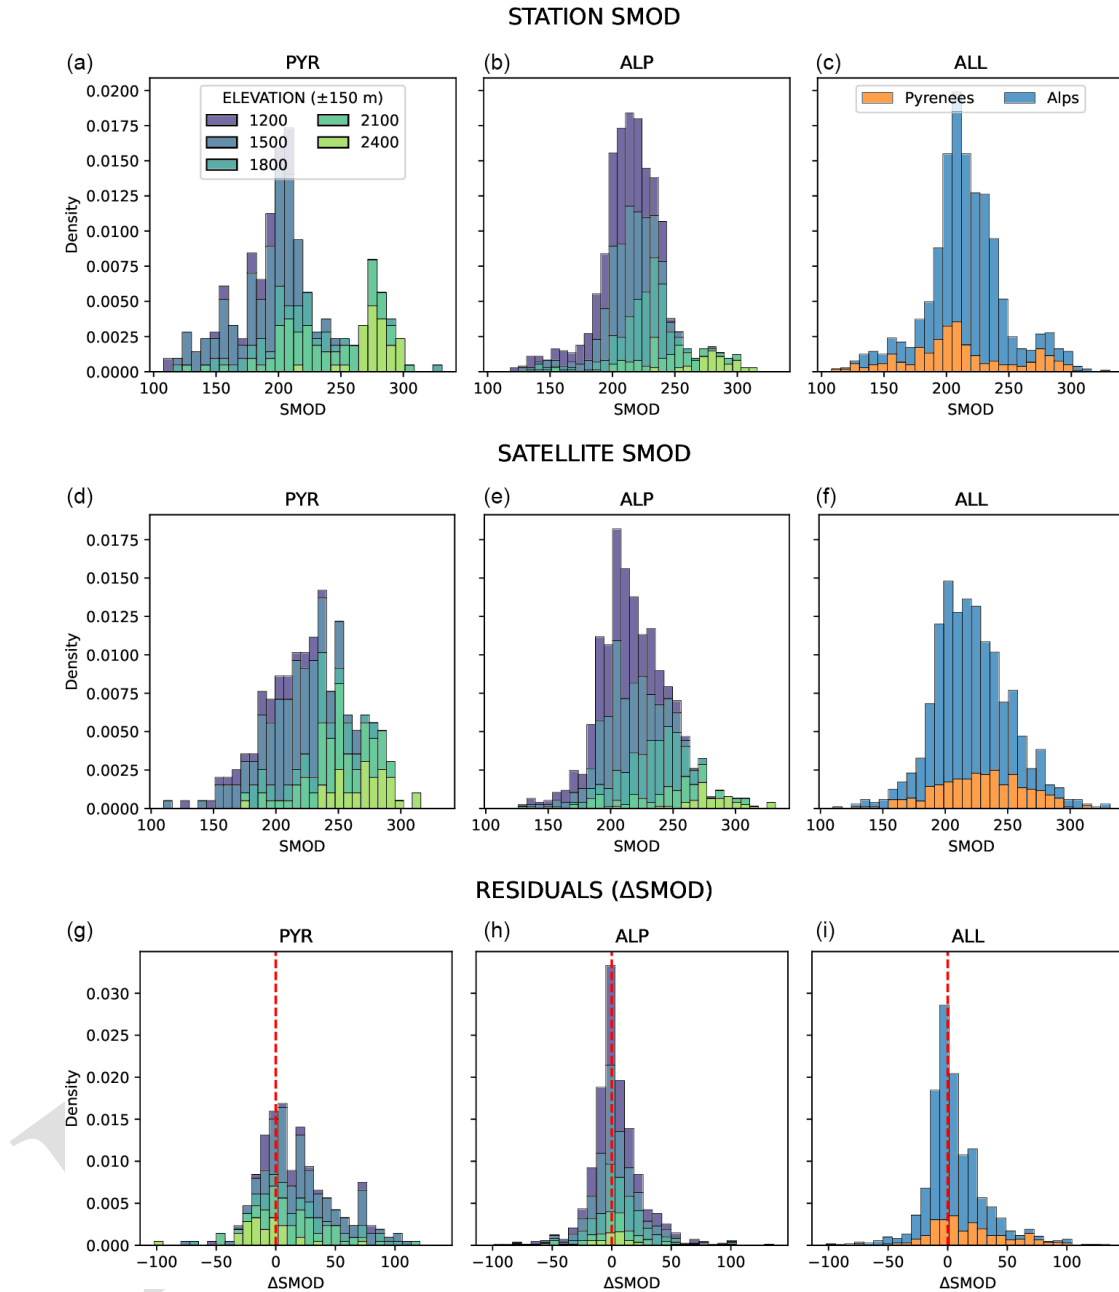 STATION SMOD
(a) PYR (b) ALP (c) ALL
ELEVATION (±150 m)
1200 2100
1500 2400
1800
Pyrenees Alps
0.0200
0.0175
0.0150
0.0125
0.0100
0.0075
0.0050
0.0025
0.0000
Density
100 150 200 250 300 100 150 200 250 300 100 150 200 250 300
SMOD SMOD SMOD
SATELLITE SMOD
(d) PYR (e) ALP (f) ALL
0.0175
0.0150
0.0125
0.0100
0.0075
0.0050
0.0025
0.0000
Density
100 150 200 250 300 100 150 200 250 300 100 150 200 250 300
SMOD SMOD SMOD
RESIDUALS (ΔSMOD)
(g) PYR (h) ALP (i) ALL
0.030
0.025
0.020
0.015
0.010
0.005
0.000
Density
−100 −50 0 50 100 −100 −50 0 50 100 −100 −50 0 50 100
ΔSMOD ΔSMOD ΔSMOD